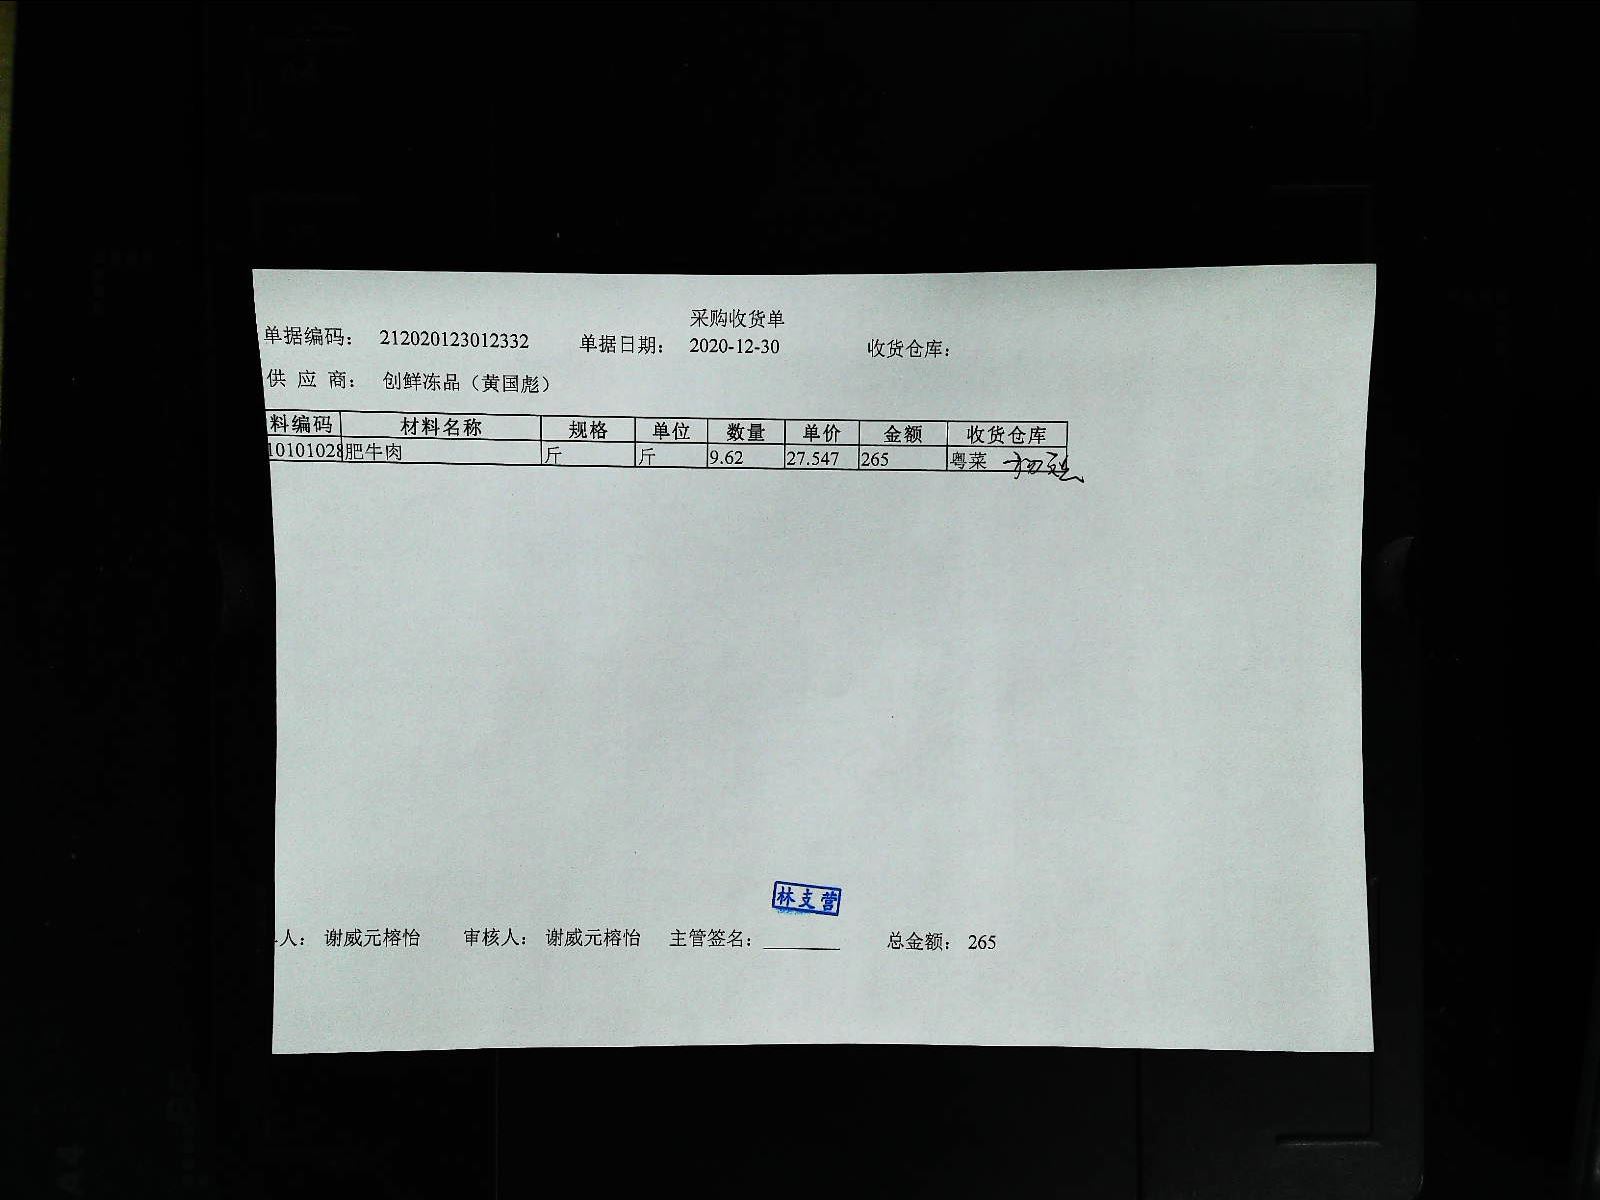 采购收货单
单据编码： 212020123012332 单据日期： 2020-12-30 收货仓库：
供 应 商： 创鲜冻品（黄国彪）
料编码 材料名称 规格 单位 数量 单价 金额 收货仓库
10101028 肥牛肉 斤 斤 9.62 27.547 265 粤菜
林支营
人： 谢威元榕怡 审核人： 谢威元榕怡 主管签名： 总金额： 265